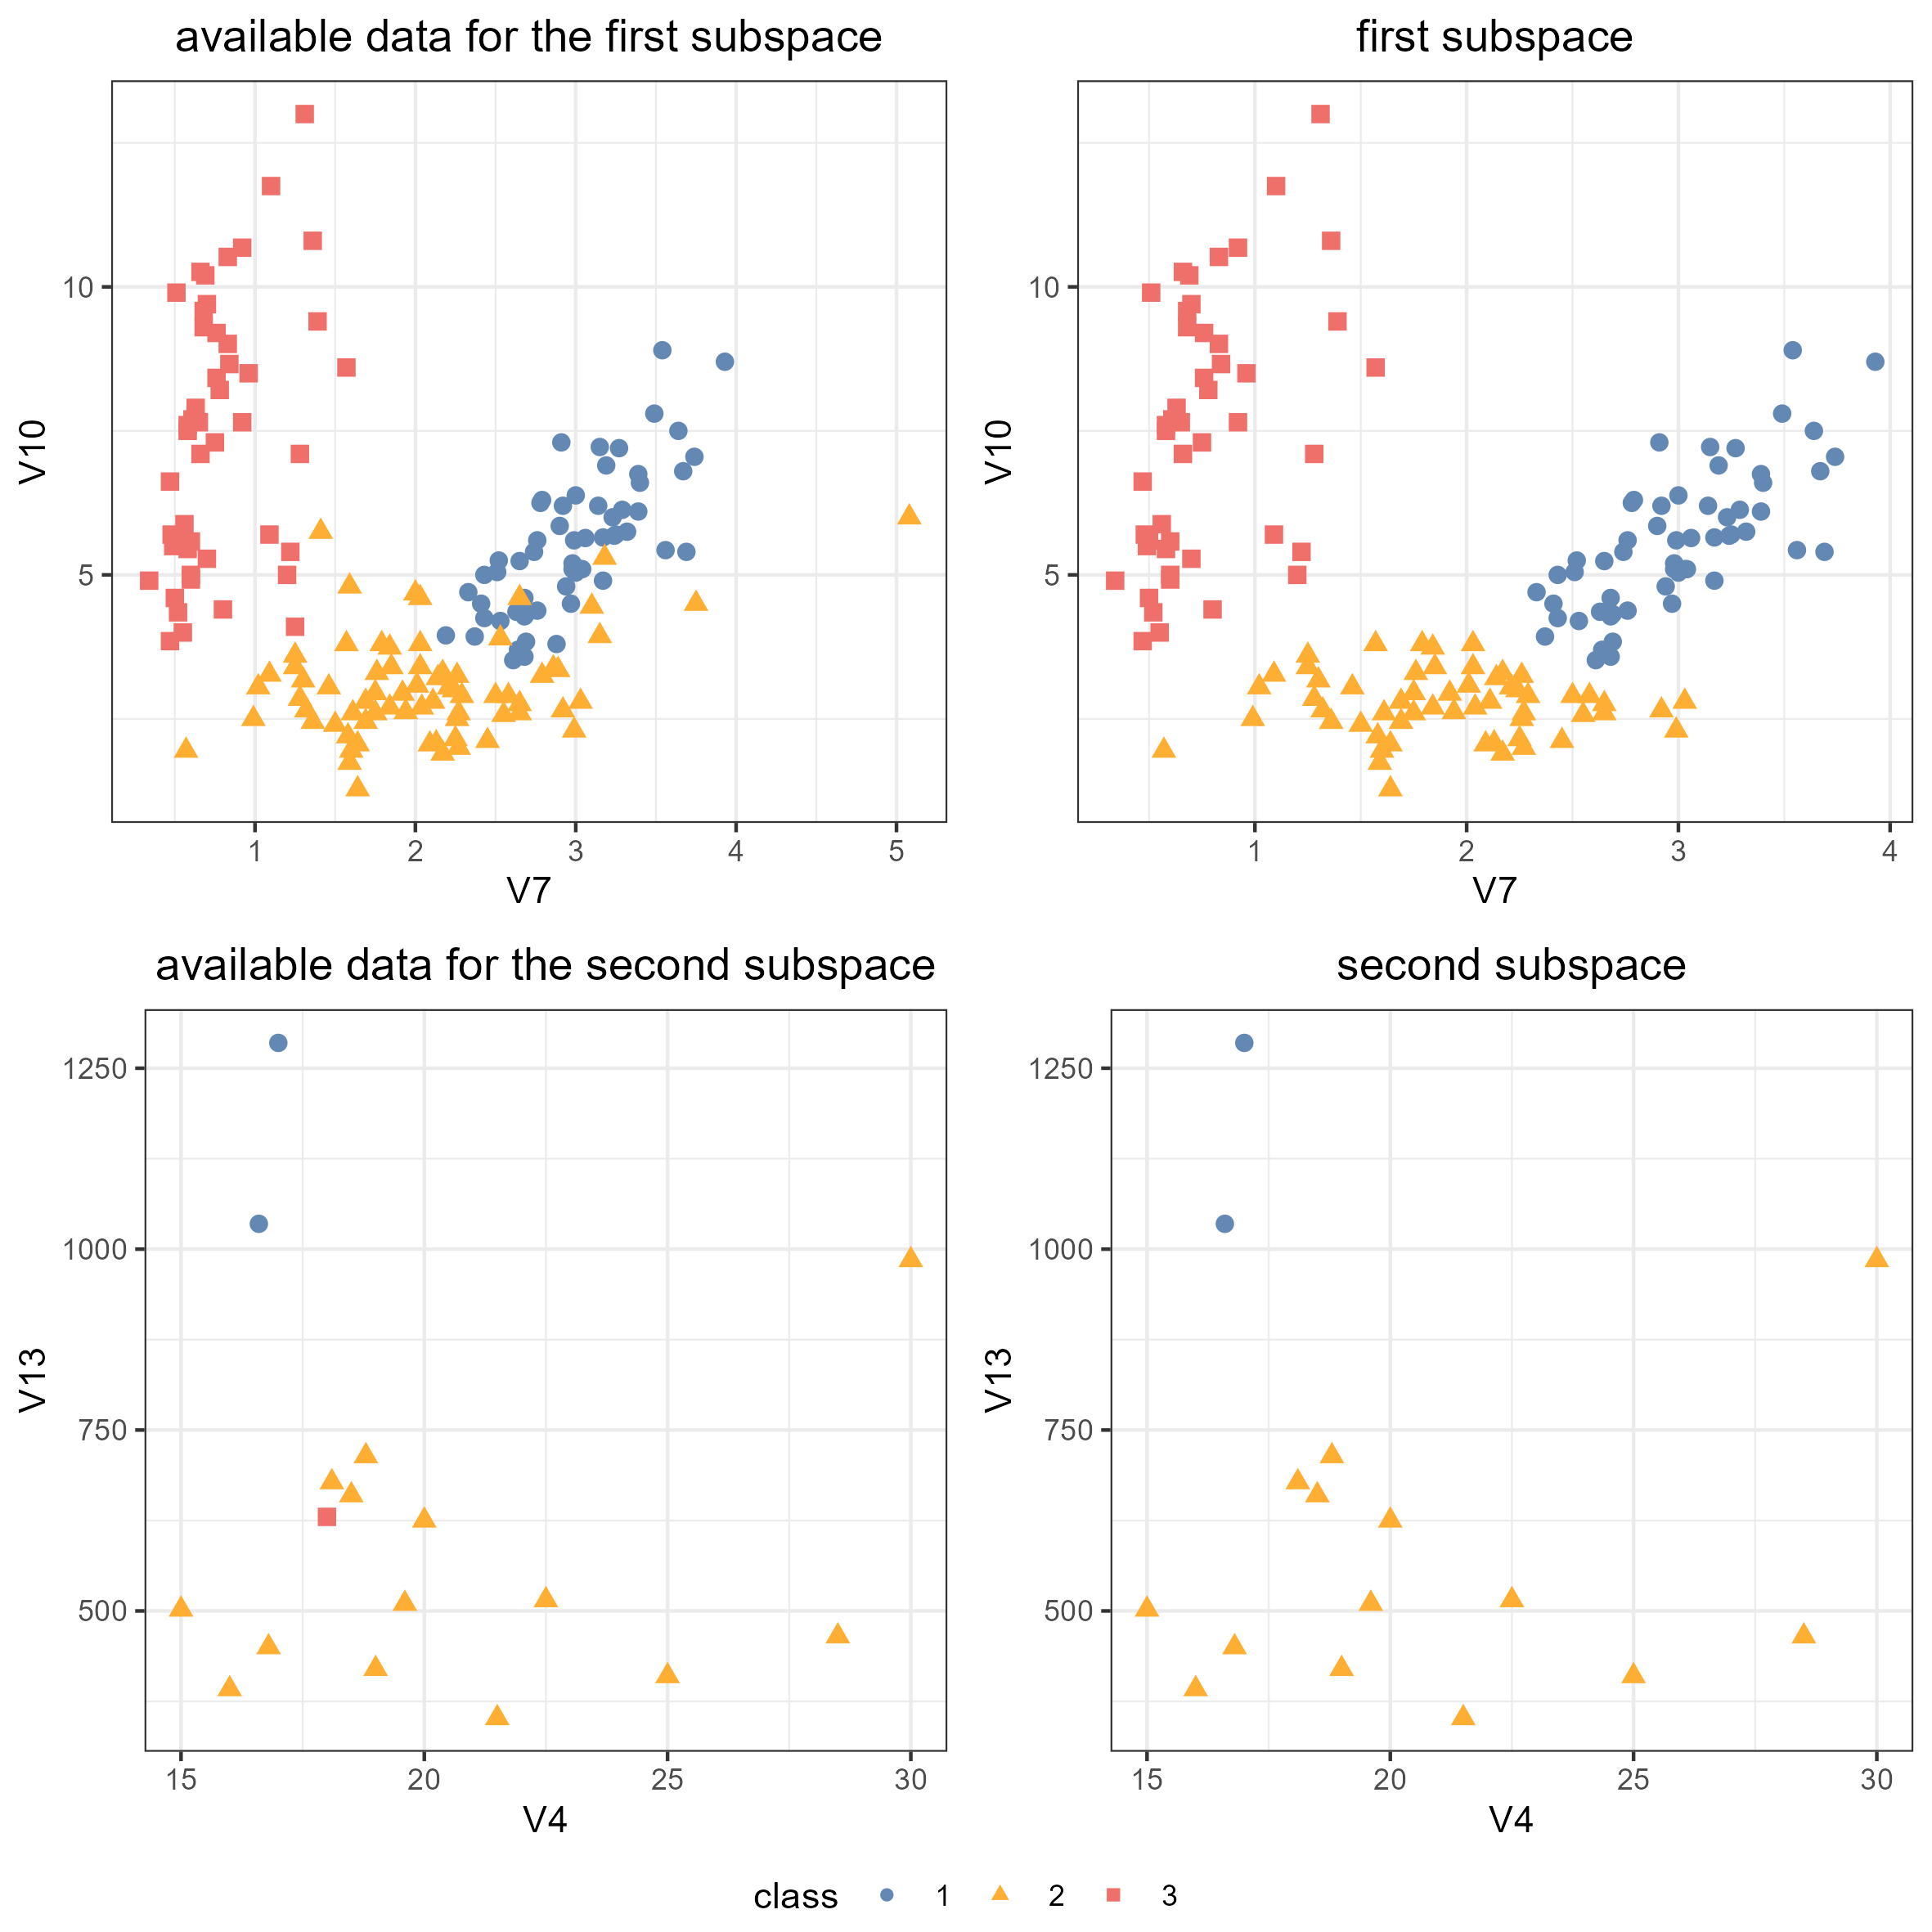 available data for the first subspace
first subspace
V10
10
5
1 2 3 4 5
V7
V10
10
5
1 2 3 4
V7
available data for the second subspace
second subspace
V13
1250
1000
750
500
15 20 25 30
V4
V13
1250
1000
750
500
15 20 25 30
V4
class 1 2 3